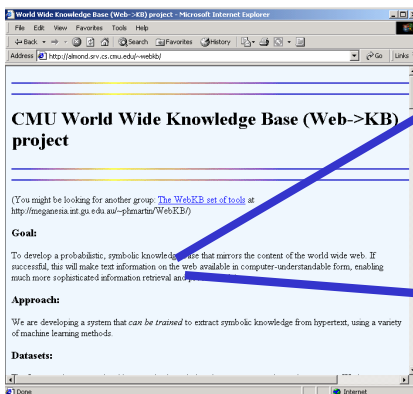 World Wide Knowledge Base (Web->KB) project - Microsoft Internet Explorer
File Edit View Favorites Tools Help
Back Search Favorites History
Address http://almond.srv.cs.cmu.edu/~webkb/ Go Links
CMU World Wide Knowledge Base (Web->KB)
project
(You might be looking for another group: The WebKB set of tools at
http://meganesia.int.gu.edu.au/~phmartin/WebKB/)
Goal:
To develop a probabilistic, symbolic knowledge that mirrors the content of the world wide web. If
successful, this will make text information on the web available in computer-understandable form, enabling
much more sophisticated information retrieval and
Approach:
We are developing a system that can be trained to extract symbolic knowledge from hypertext, using a variety
of machine learning methods.
Datasets:
Done Internet